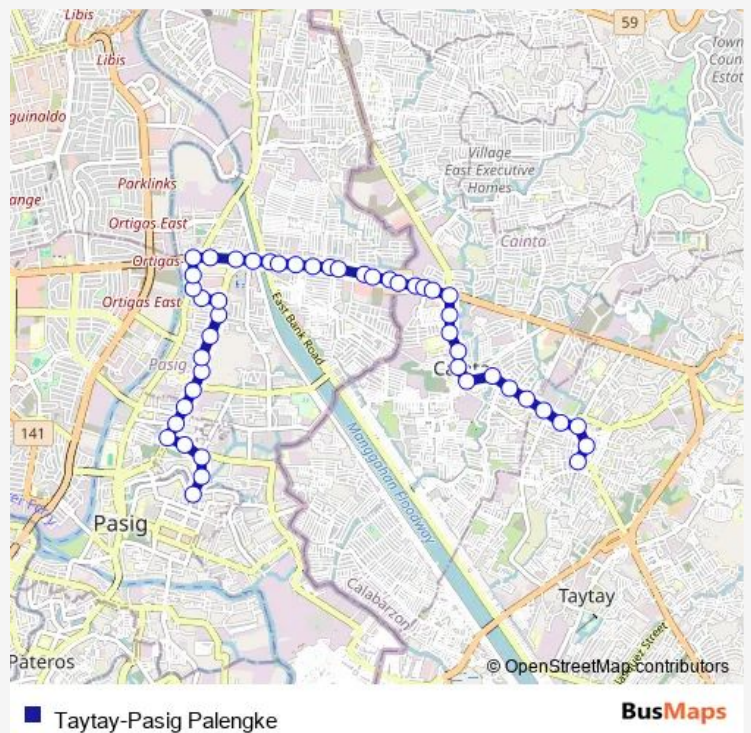 Libis
59
Libis
Town
Coun
Estat
guinaldo
Village
East Executive
Homes
Parklinks
ange
Ortigas East
Cainta
Ortigas
Ortigas East
East Bank Road
Pasig
Cainta
141
Manggahan Floodway
Pasig
Calabarzon
Taytay
Pateros
© OpenStreetMap contributors
Taytay-Pasig Palengke
BusMaps